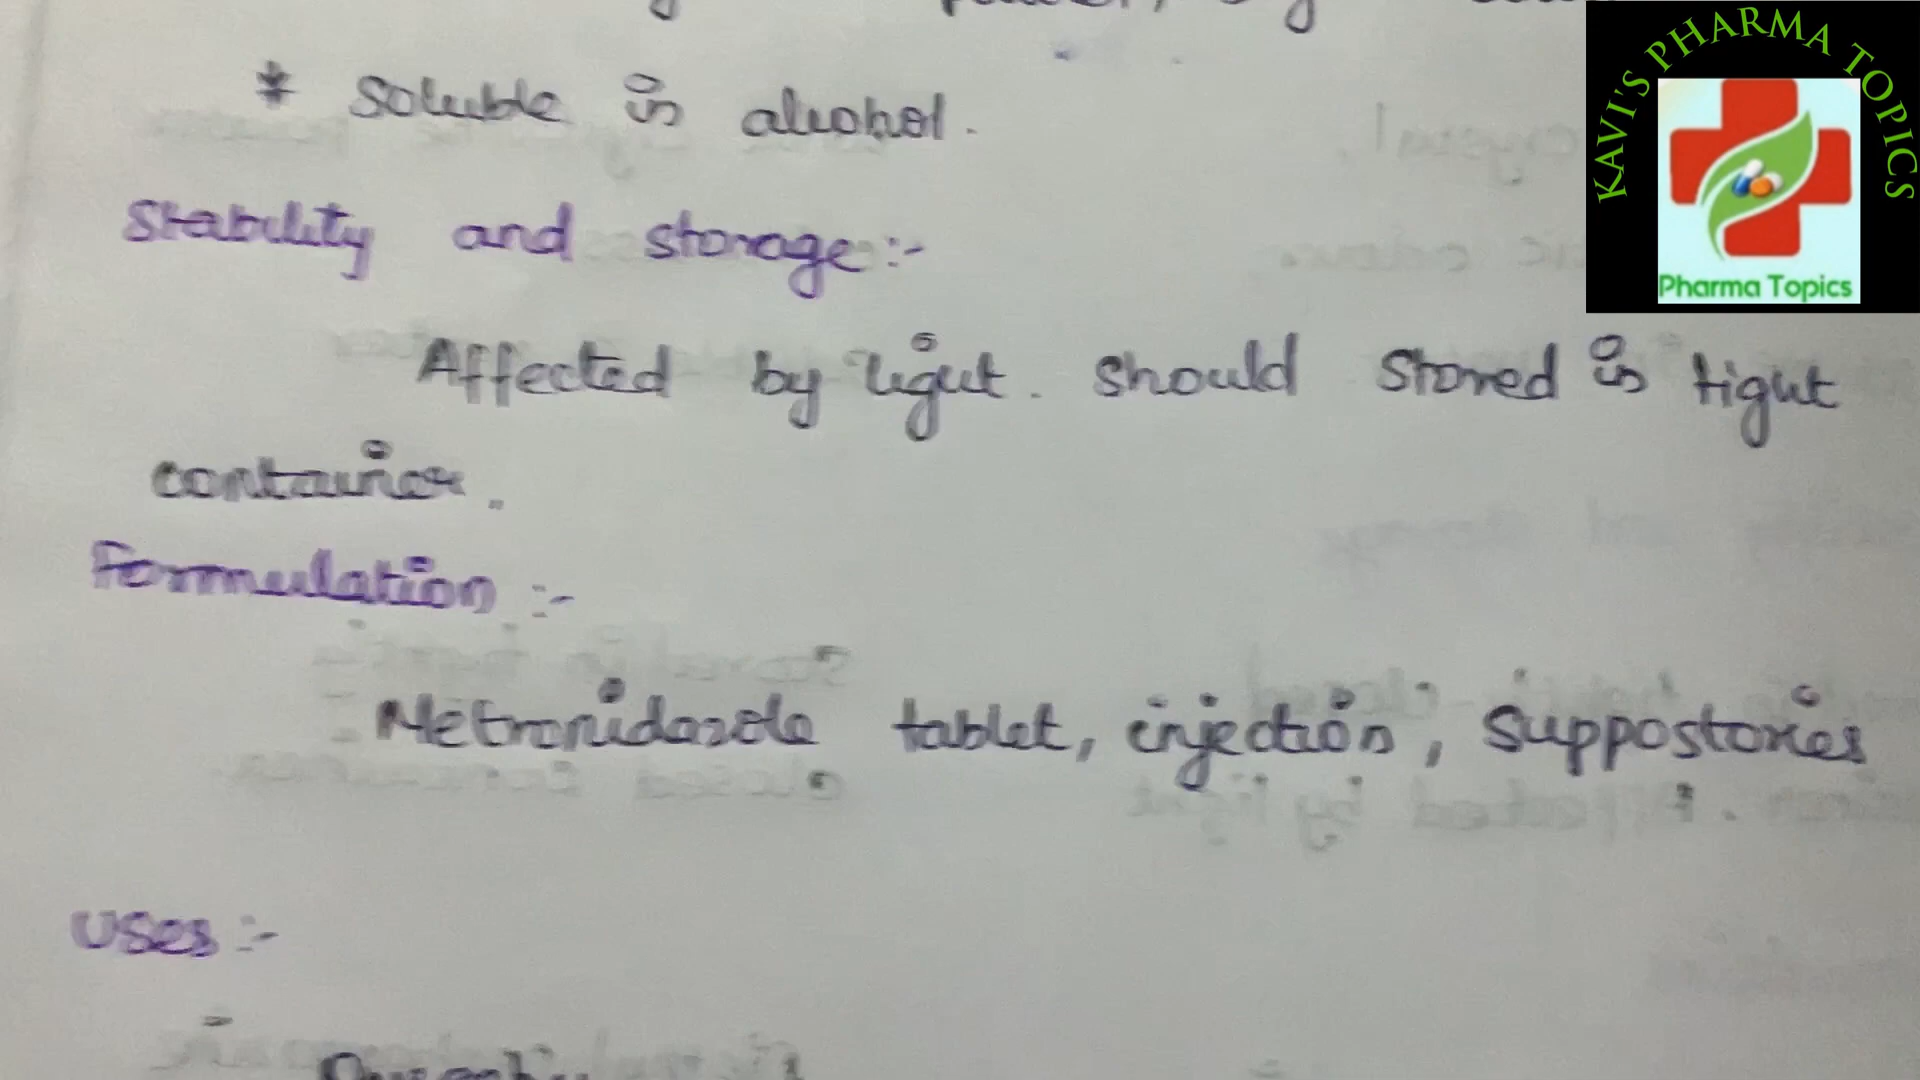 * Soluble in alcohol.
Stability and storage:-
Affected by light. Should Stored in tight
container.
Formulation :-
Metronidazole tablet, injection, Suppostories
Uses :-
KAVI'S PHARMA TOPICS
Pharma Topics